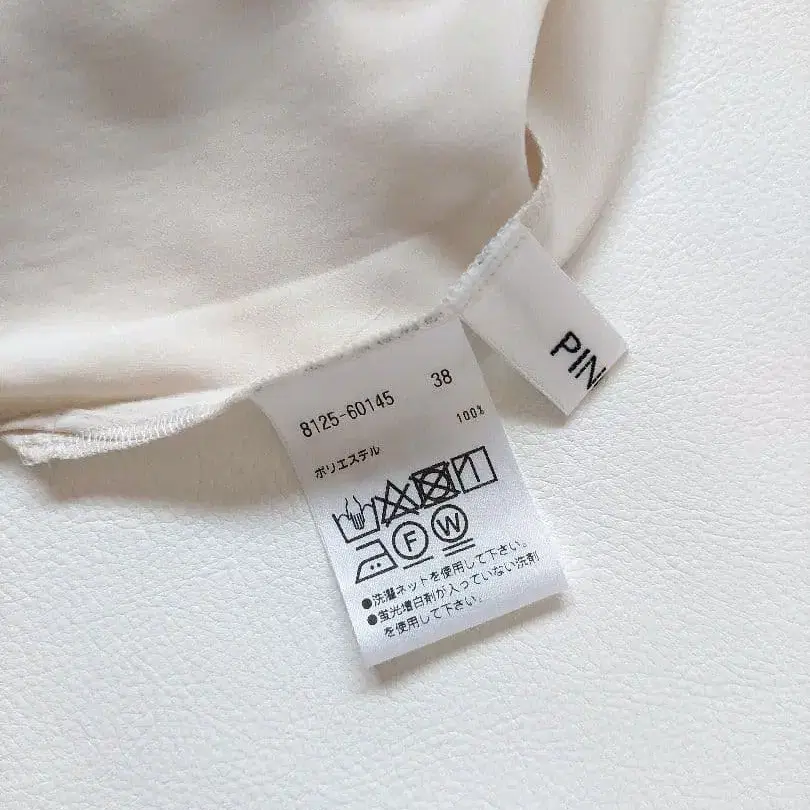 8125-60145 38
ポリエステル 100%
F W
●洗濯ネットを使用して下さい。
●蛍光増白剤が入っていない洗剤
を使用して下さい。
PIN